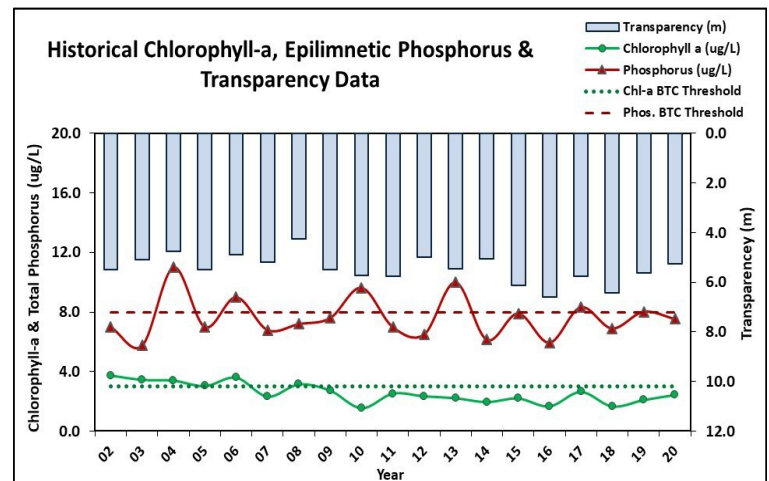 Historical Chlorophyll-a, Epilimnetic Phosphorus &
Transparency Data
Transparency (m)
Chlorophyll a (ug/L)
Phosphorus (ug/L)
Chl-a BTC Threshold
Phos. BTC Threshold
Chlorophyll-a & Total Phosphorus (ug/L)
20.0
16.0
12.0
8.0
4.0
0.0
0.0
2.0
4.0
6.0
8.0
10.0
12.0
Transparencey (m)
02 03 04 05 06 07 08 09 10 11 12 13 14 15 16 17 18 19 20
Year